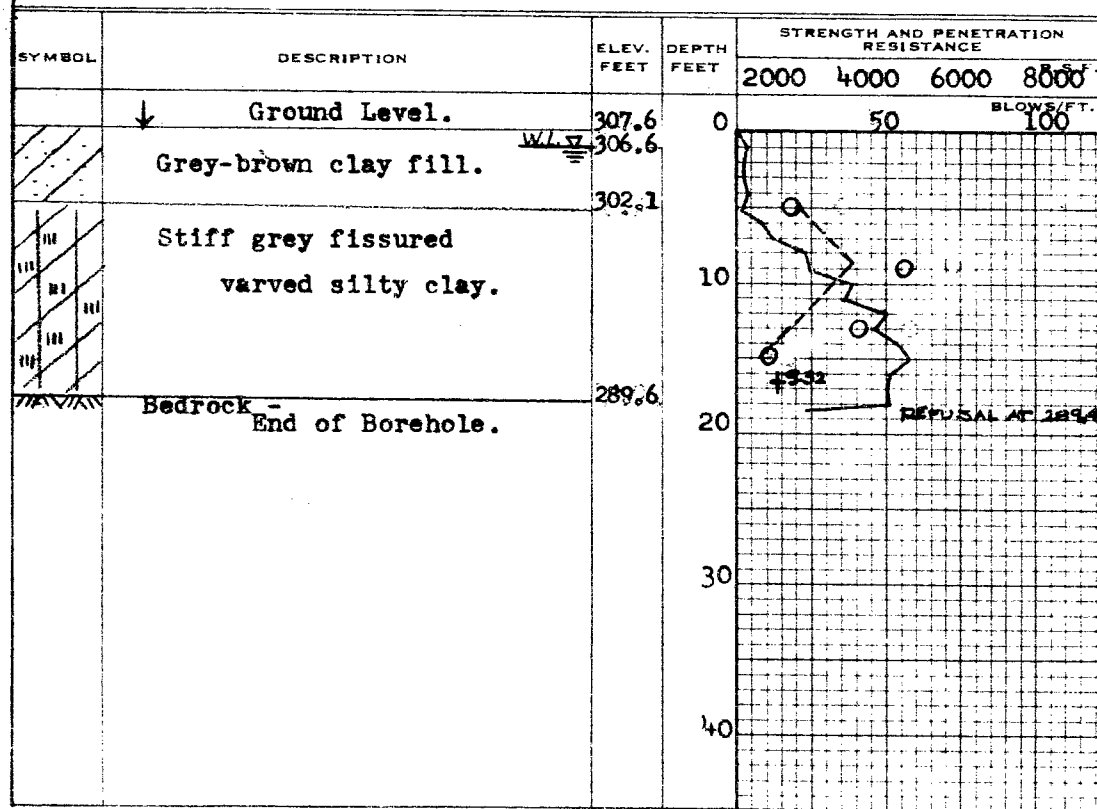 SYMBOL DESCRIPTION ELEV. FEET DEPTH FEET STRENGTH AND PENETRATION RESISTANCE
2000 4000 6000 8000
BLOWS/FT.
0 50 100
Ground Level. 307.6
W.L. 306.6
Grey-brown clay fill.
302.1
Stiff grey fissured
varved silty clay.
10
289.6
Bedrock -
End of Borehole.
REFUSAL AT
20
30
40